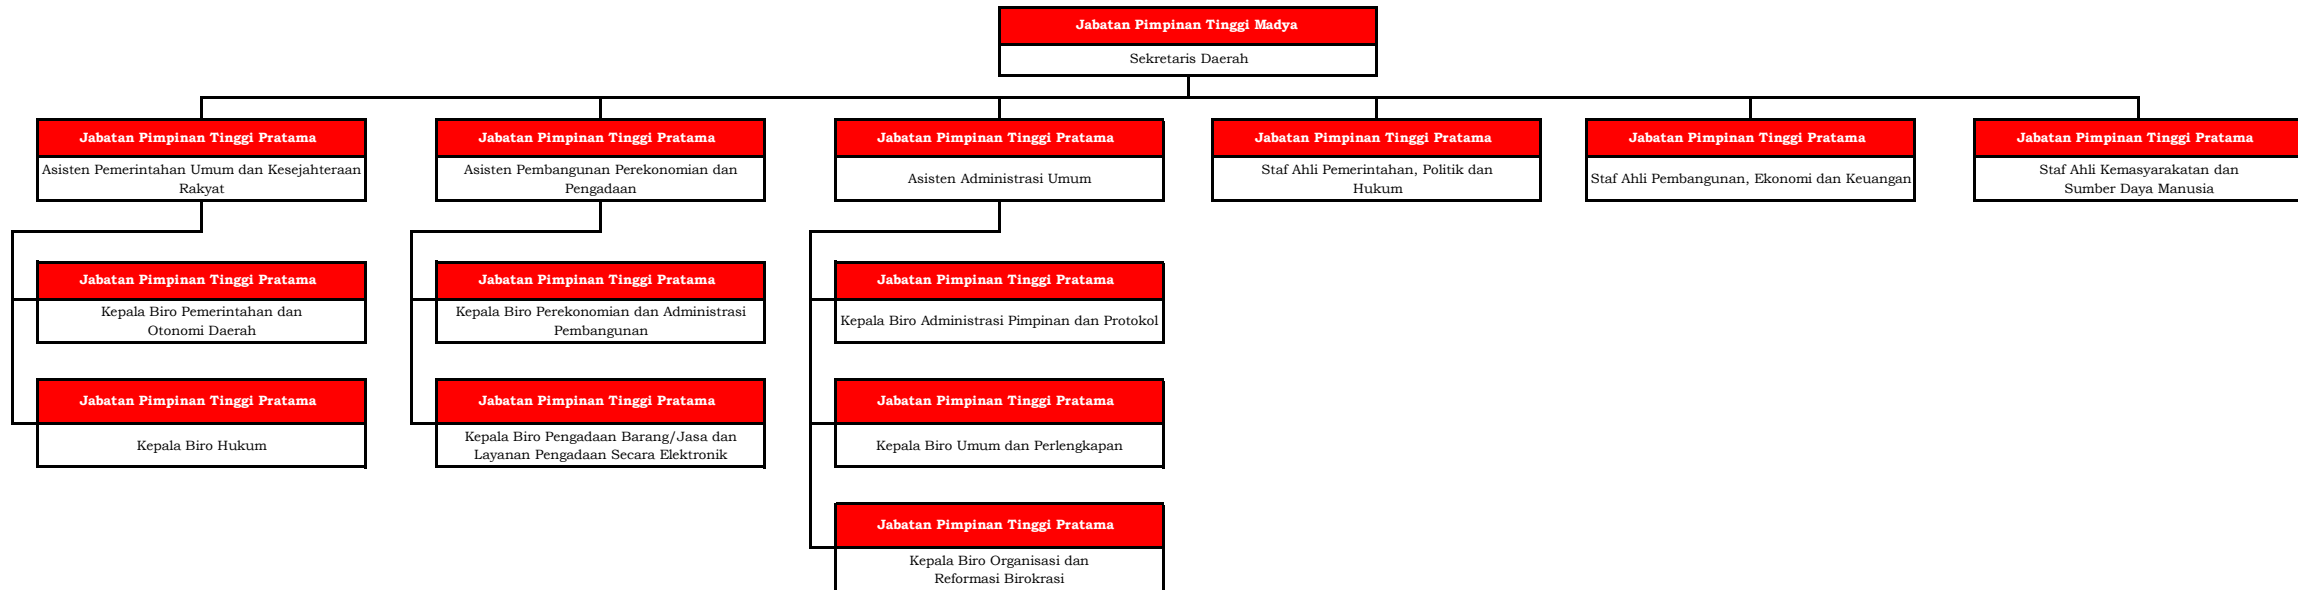 Jabatan Pimpinan Tinggi Madya
Sekretaris Daerah
Jabatan Pimpinan Tinggi Pratama
Asisten Pemerintahan Umum dan Kesejahteraan
Rakyat
Jabatan Pimpinan Tinggi Pratama
Asisten Pembangunan Perekonomian dan
Pengadaan
Jabatan Pimpinan Tinggi Pratama
Asisten Administrasi Umum
Jabatan Pimpinan Tinggi Pratama
Staf Ahli Pemerintahan, Politik dan
Hukum
Jabatan Pimpinan Tinggi Pratama
Staf Ahli Pembangunan, Ekonomi dan Keuangan
Jabatan Pimpinan Tinggi Pratama
Staf Ahli Kemasyarakatan dan
Sumber Daya Manusia
Jabatan Pimpinan Tinggi Pratama
Kepala Biro Pemerintahan dan
Otonomi Daerah
Jabatan Pimpinan Tinggi Pratama
Kepala Biro Perekonomian dan Administrasi
Pembangunan
Jabatan Pimpinan Tinggi Pratama
Kepala Biro Administrasi Pimpinan dan Protokol
Jabatan Pimpinan Tinggi Pratama
Kepala Biro Hukum
Jabatan Pimpinan Tinggi Pratama
Kepala Biro Pengadaan Barang/Jasa dan
Layanan Pengadaan Secara Elektronik
Jabatan Pimpinan Tinggi Pratama
Kepala Biro Umum dan Perlengkapan
Jabatan Pimpinan Tinggi Pratama
Kepala Biro Organisasi dan
Reformasi Birokrasi